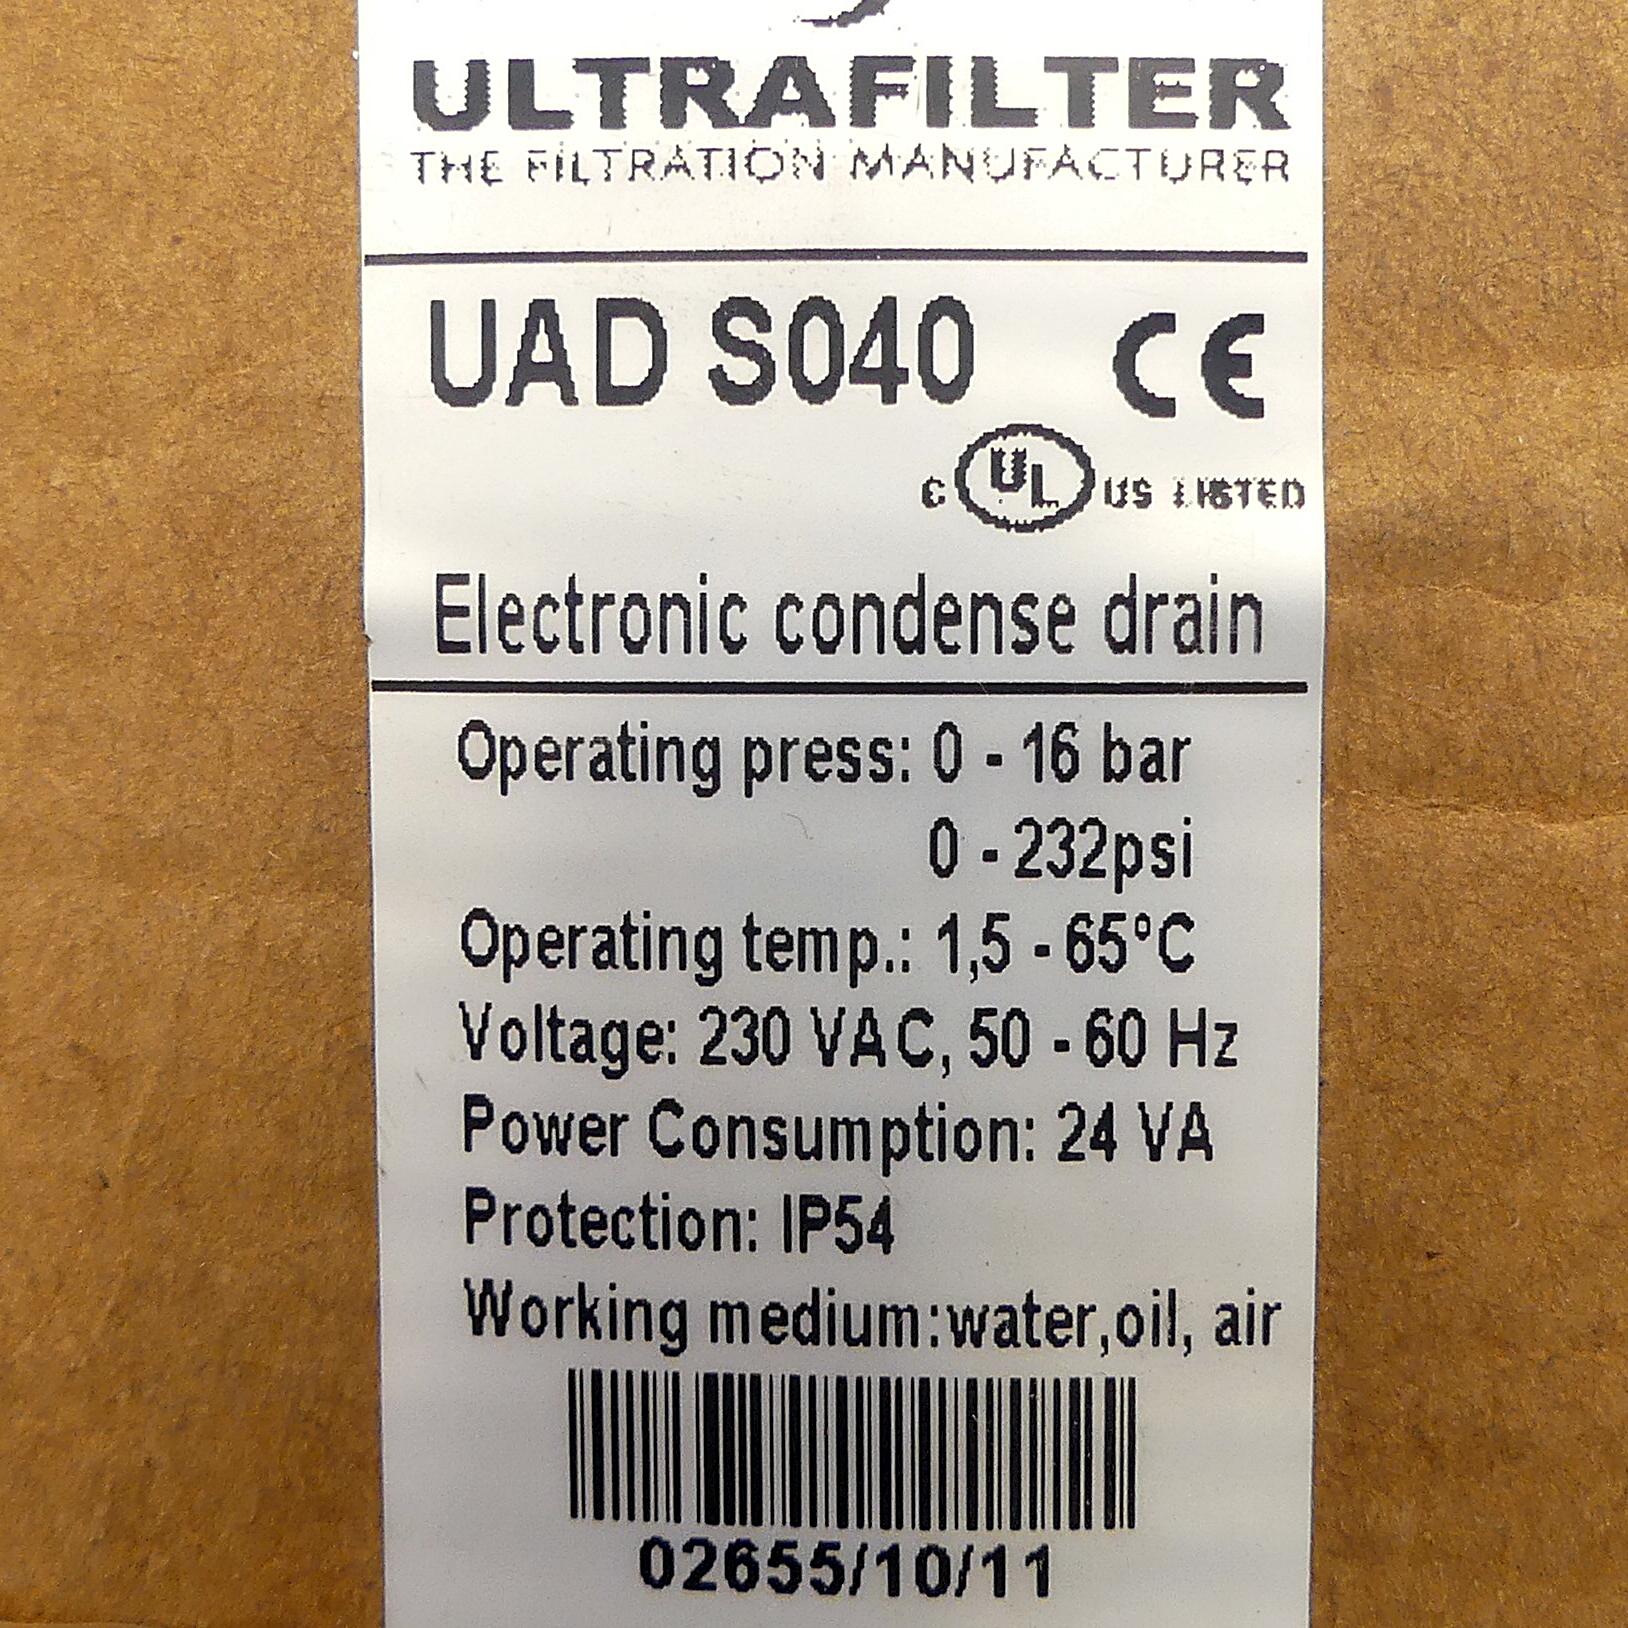 ULTRAFILTER
THE FILTRATION MANUFACTURER
UAD S040 CE
C UL US LISTED
Electronic condense drain
Operating press: 0 - 16 bar
0 - 232psi
Operating temp.: 1,5 - 65°C
Voltage: 230 VAC, 50 - 60 Hz
Power Consumption: 24 VA
Protection: IP54
Working medium:water,oil, air
02655/10/11